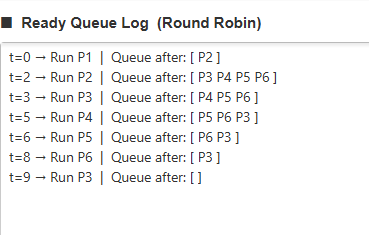 ■ Ready Queue Log (Round Robin)
t=0 → Run P1 | Queue after: [ P2 ]
t=2 → Run P2 | Queue after: [ P3 P4 P5 P6 ]
t=3 → Run P3 | Queue after: [ P4 P5 P6 ]
t=5 → Run P4 | Queue after: [ P5 P6 P3 ]
t=6 → Run P5 | Queue after: [ P6 P3 ]
t=8 → Run P6 | Queue after: [ P3 ]
t=9 → Run P3 | Queue after: [ ]